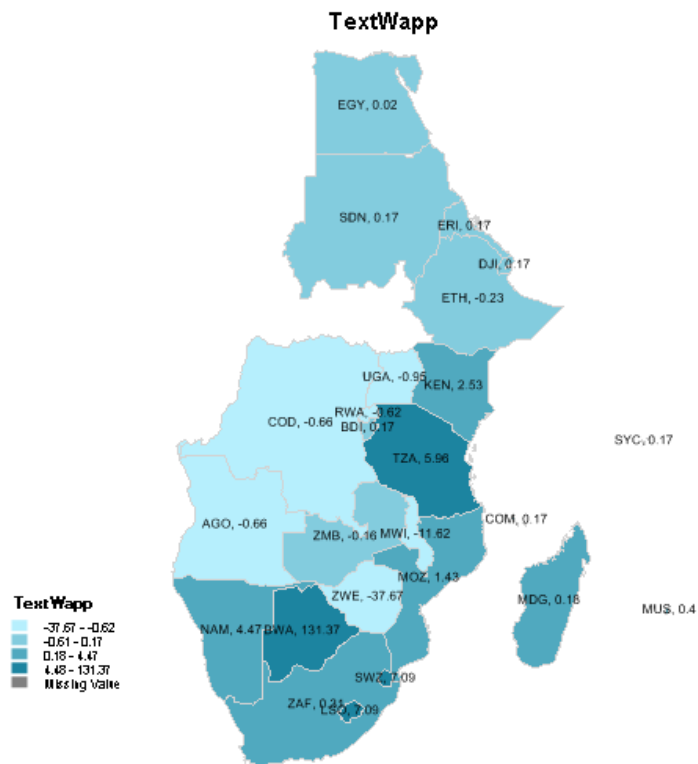 TextWapp
EGY, 0.02
SDN, 0.17
ERI, 0.17
DJI, 0.17
ETH, -0.23
UGA, -0.95
KEN, 2.53
RWA, -3.62
COD, -0.66
BDI, 0.17
SYC, 0.17
TZA, 5.96
COM, 0.17
AGO, -0.66
ZMB, -0.16
MWI, -11.62
MOZ, 1.43
ZWE, -37.67
MDG, 0.18
MUS, 0.4
NAM, 4.47
BWA, 131.37
SWZ, 7.09
ZAF, 0.31
LSO, 7.09
TextWapp
-37.67 - -0.62
-0.61 - 0.17
0.18 - 4.47
4.48 - 131.37
Missing Value